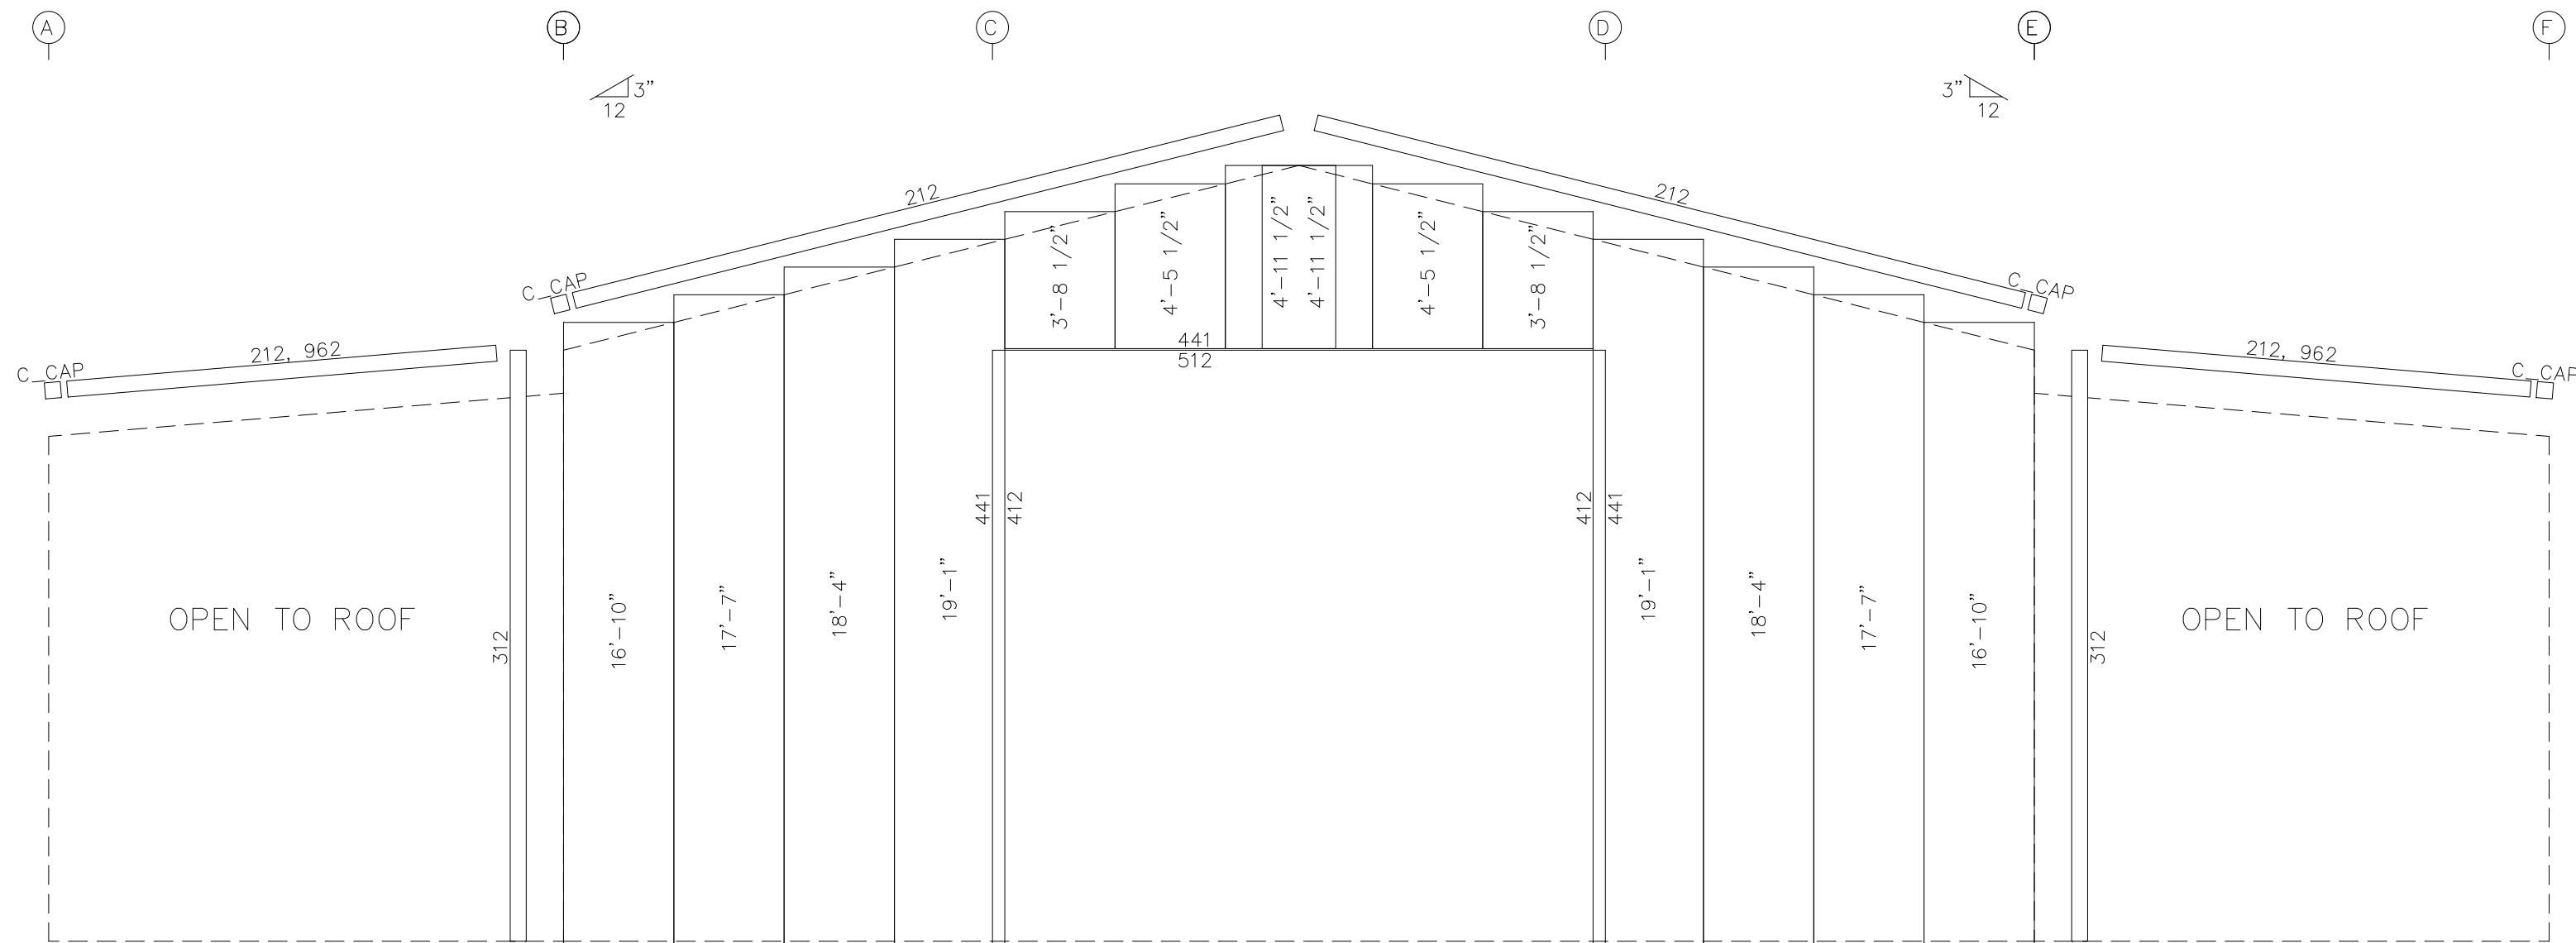 A
B
C
D
E
F
3"
12
3"
12
212
212
C_CAP
C_CAP
212, 962
212, 962
C_CAP
C_CAP
3'-8 1/2"
4'-5 1/2"
4'-11 1/2"
4'-11 1/2"
4'-5 1/2"
3'-8 1/2"
441
512
441
412
412
441
16'-10"
17'-7"
18'-4"
19'-1"
19'-1"
18'-4"
17'-7"
16'-10"
OPEN TO ROOF
OPEN TO ROOF
312
312